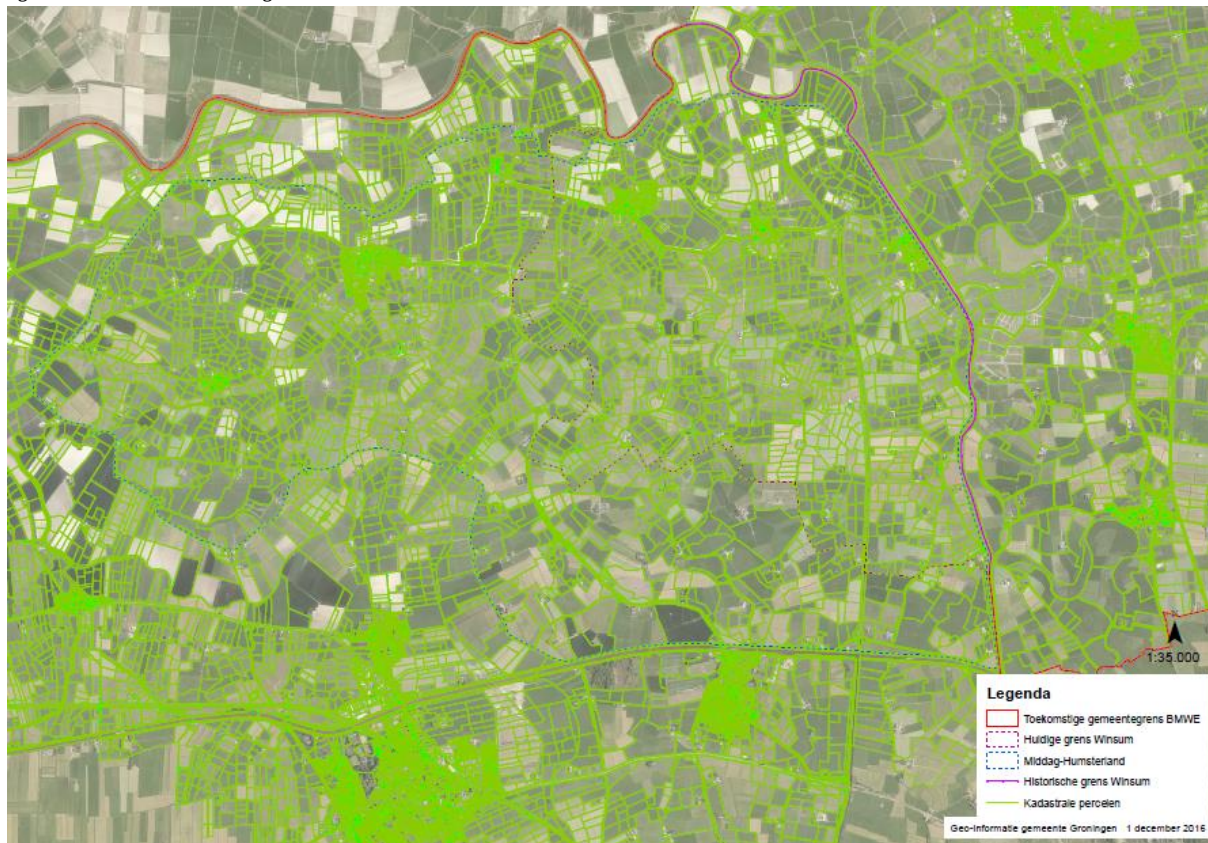 1:35.000
Legenda
Toekomstige gemeentegrens BMWE
Huidige grens Winsum
Middag-Humsterland
Historische grens Winsum
Kadastrale percelen
Geo-Informatie gemeente Groningen 1 december 2016